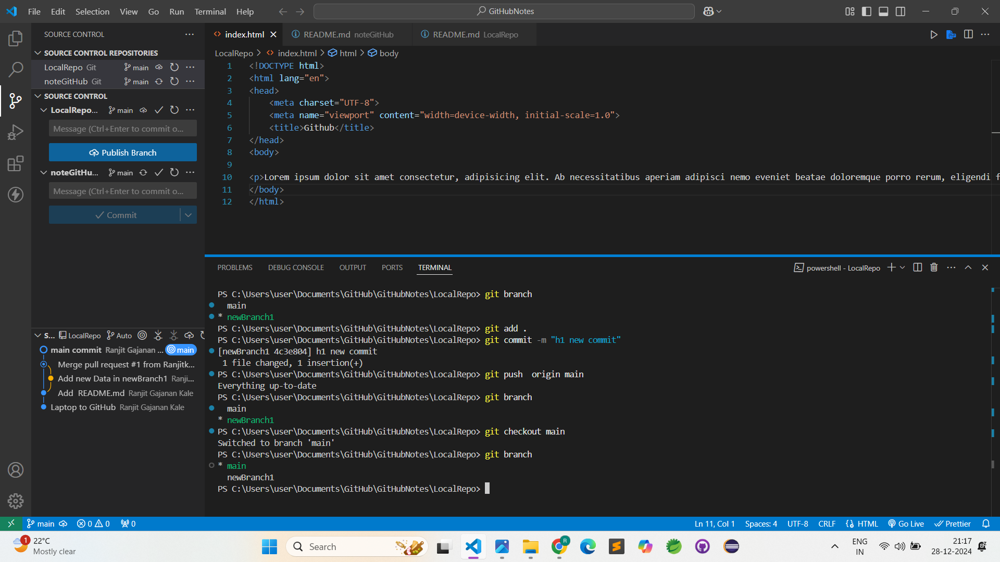 File Edit Selection View Go Run Terminal Help
GitHubNotes
SOURCE CONTROL
SOURCE CONTROL REPOSITORIES
LocalRepo Git main
noteGitHub Git main
SOURCE CONTROL
LocalRepo... main
Message (Ctrl+Enter to commit o...
Publish Branch
noteGitHu... main
Message (Ctrl+Enter to commit o...
Commit
S... LocalRepo Auto
main commit Ranjit Gajanan ... main
Merge pull request #1 from Ranjitk...
Add new Data in newBranch1 Ranji...
Add README.md Ranjit Gajanan Kale
Laptop to GitHub Ranjit Gajanan Kale
index.html README.md noteGitHub README.md LocalRepo
LocalRepo > index.html > html > body
1 <!DOCTYPE html>
2 <html lang="en">
3 <head>
4 <meta charset="UTF-8">
5 <meta name="viewport" content="width=device-width, initial-scale=1.0">
6 <title>Github</title>
7 </head>
8 <body>
9
10 <p>Lorem ipsum dolor sit amet consectetur, adipisicing elit. Ab necessitatibus aperiam adipisci nemo eveniet beatae doloremque porro rerum, eligendi f
11 </body>
12 </html>
PROBLEMS DEBUG CONSOLE OUTPUT PORTS TERMINAL
powershell - LocalRepo
PS C:\Users\user\Documents\GitHub\GitHubNotes\LocalRepo> git branch
main
* newBranch1
PS C:\Users\user\Documents\GitHub\GitHubNotes\LocalRepo> git add .
PS C:\Users\user\Documents\GitHub\GitHubNotes\LocalRepo> git commit -m "h1 new commit"
[newBranch1 4c3e804] h1 new commit
1 file changed, 1 insertion(+)
PS C:\Users\user\Documents\GitHub\GitHubNotes\LocalRepo> git push  origin main
Everything up-to-date
PS C:\Users\user\Documents\GitHub\GitHubNotes\LocalRepo> git branch
main
* newBranch1
PS C:\Users\user\Documents\GitHub\GitHubNotes\LocalRepo> git checkout main
Switched to branch 'main'
PS C:\Users\user\Documents\GitHub\GitHubNotes\LocalRepo> git branch
* main
newBranch1
PS C:\Users\user\Documents\GitHub\GitHubNotes\LocalRepo>
main 0 0 0 Ln 11, Col 1 Spaces: 4 UTF-8 CRLF HTML Go Live Prettier
1 22°C
Mostly clear
Search
R
ENG
IN
21:17
28-12-2024